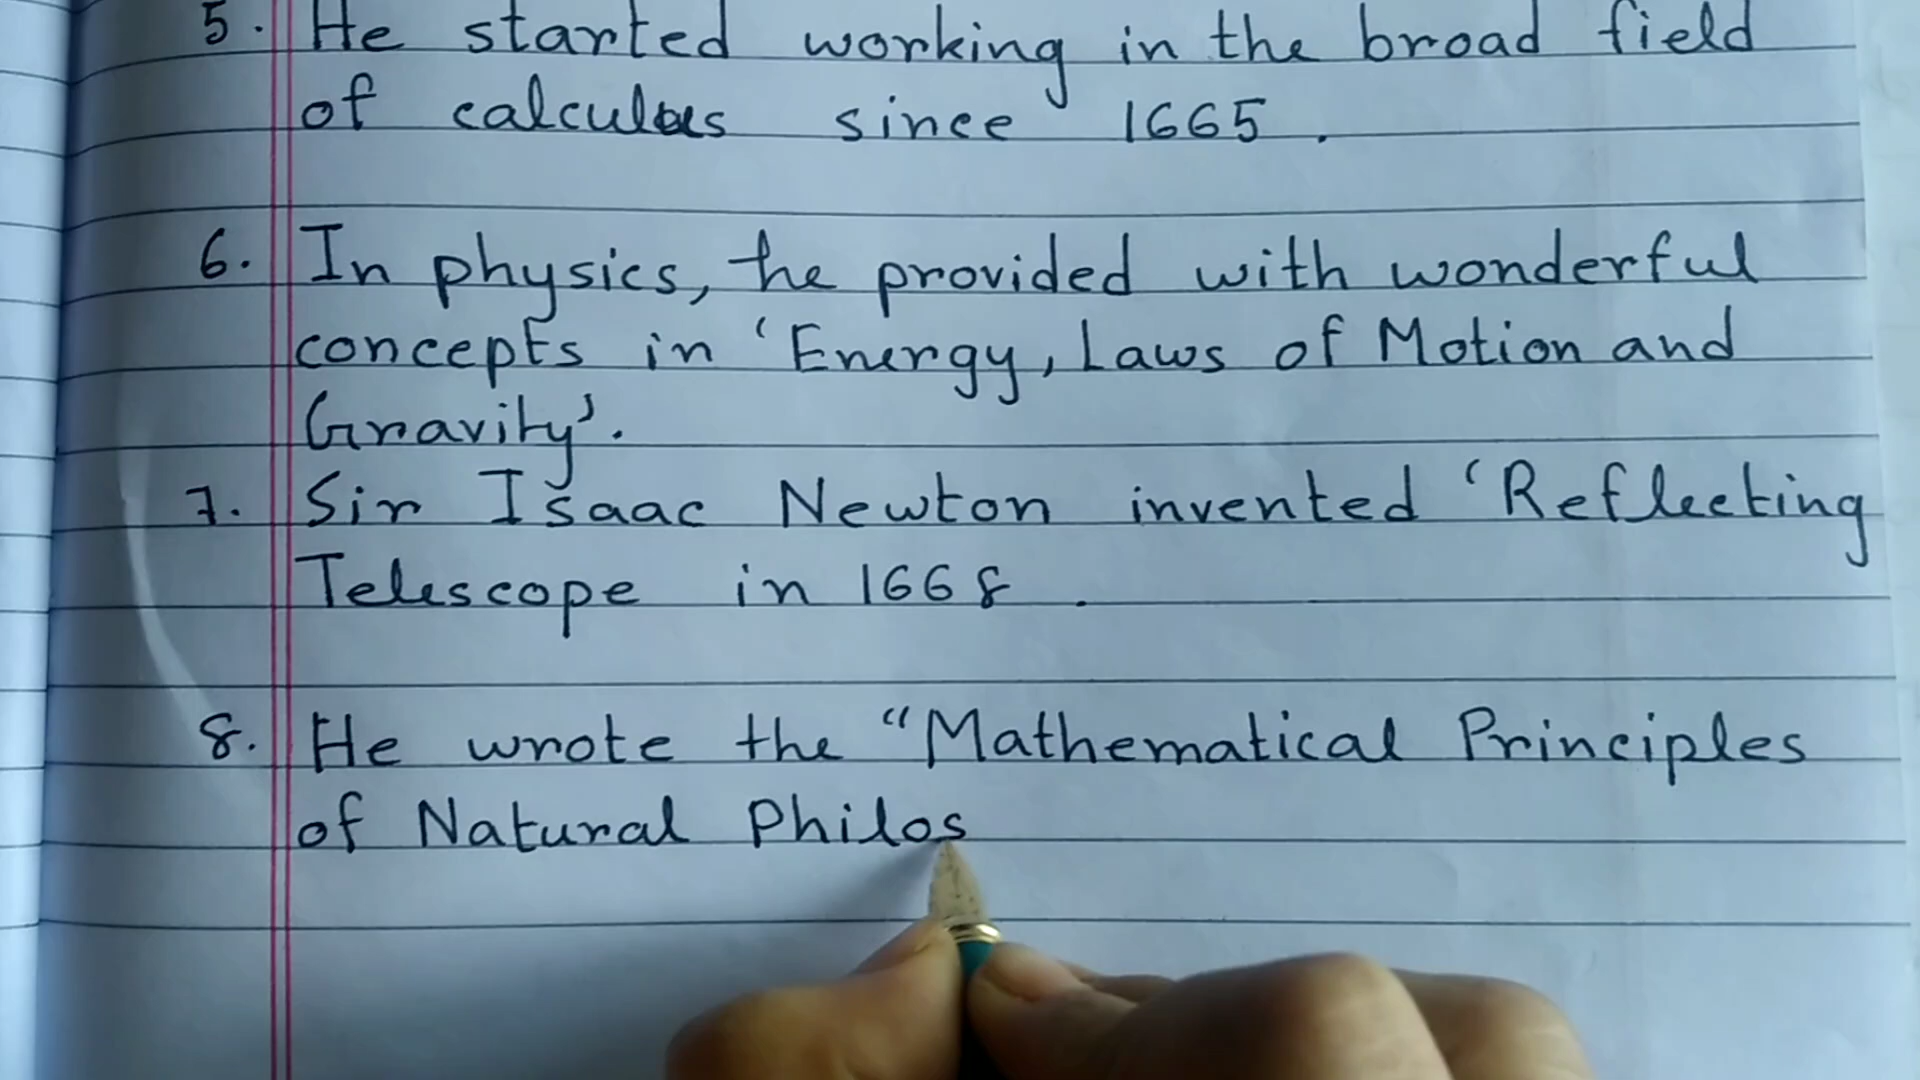 5. He started working in the broad field
of calculus since 1665 .
6. In physics, he provided with wonderful
concepts in 'Energy, Laws of Motion and
Gravity'.
7. Sir Isaac Newton invented 'Reflecting
Telescope in 1668 .
8. He wrote the "Mathematical Principles
of Natural Philos